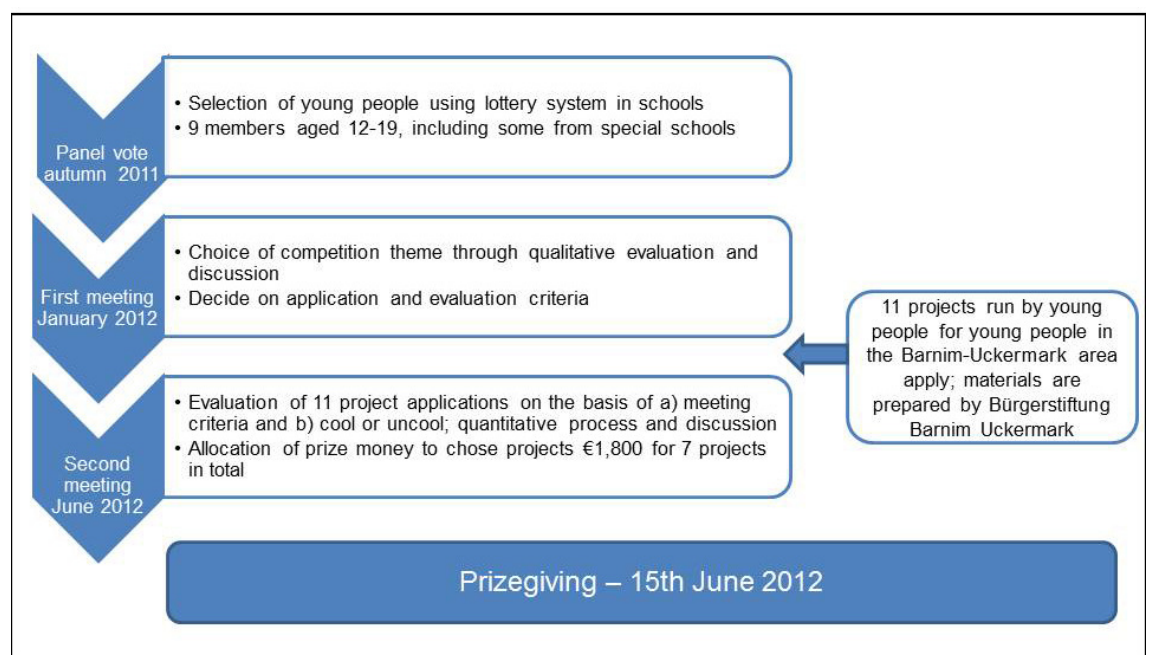 Panel vote
autumn 2011
• Selection of young people using lottery system in schools
• 9 members aged 12-19, including some from special schools
First meeting
January 2012
• Choice of competition theme through qualitative evaluation and
discussion
• Decide on application and evaluation criteria
11 projects run by young
people for young people in
the Barnim-Uckermark area
apply; materials are
prepared by Bürgerstiftung
Barnim Uckermark
Second
meeting
June 2012
• Evaluation of 11 project applications on the basis of a) meeting
criteria and b) cool or uncool; quantitative process and discussion
• Allocation of prize money to chose projects €1,800 for 7 projects
in total
Prizegiving – 15th June 2012